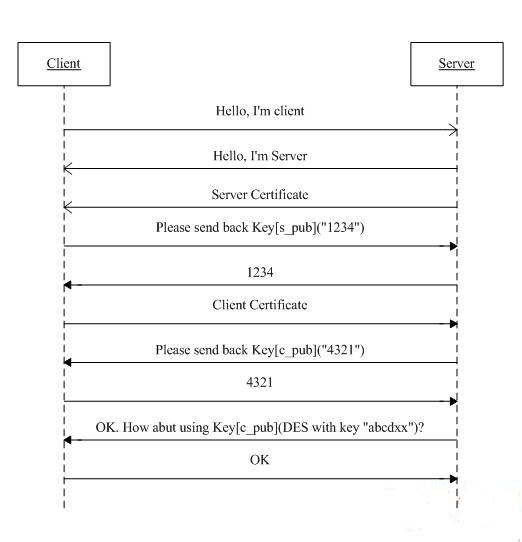 Client
Server
Hello, I'm client
Hello, I'm Server
Server Certificate
Please send back Key[s_pub]("1234")
1234
Client Certificate
Please send back Key[c_pub]("4321")
4321
OK. How abut using Key[c_pub](DES with key "abcdxx")?
OK